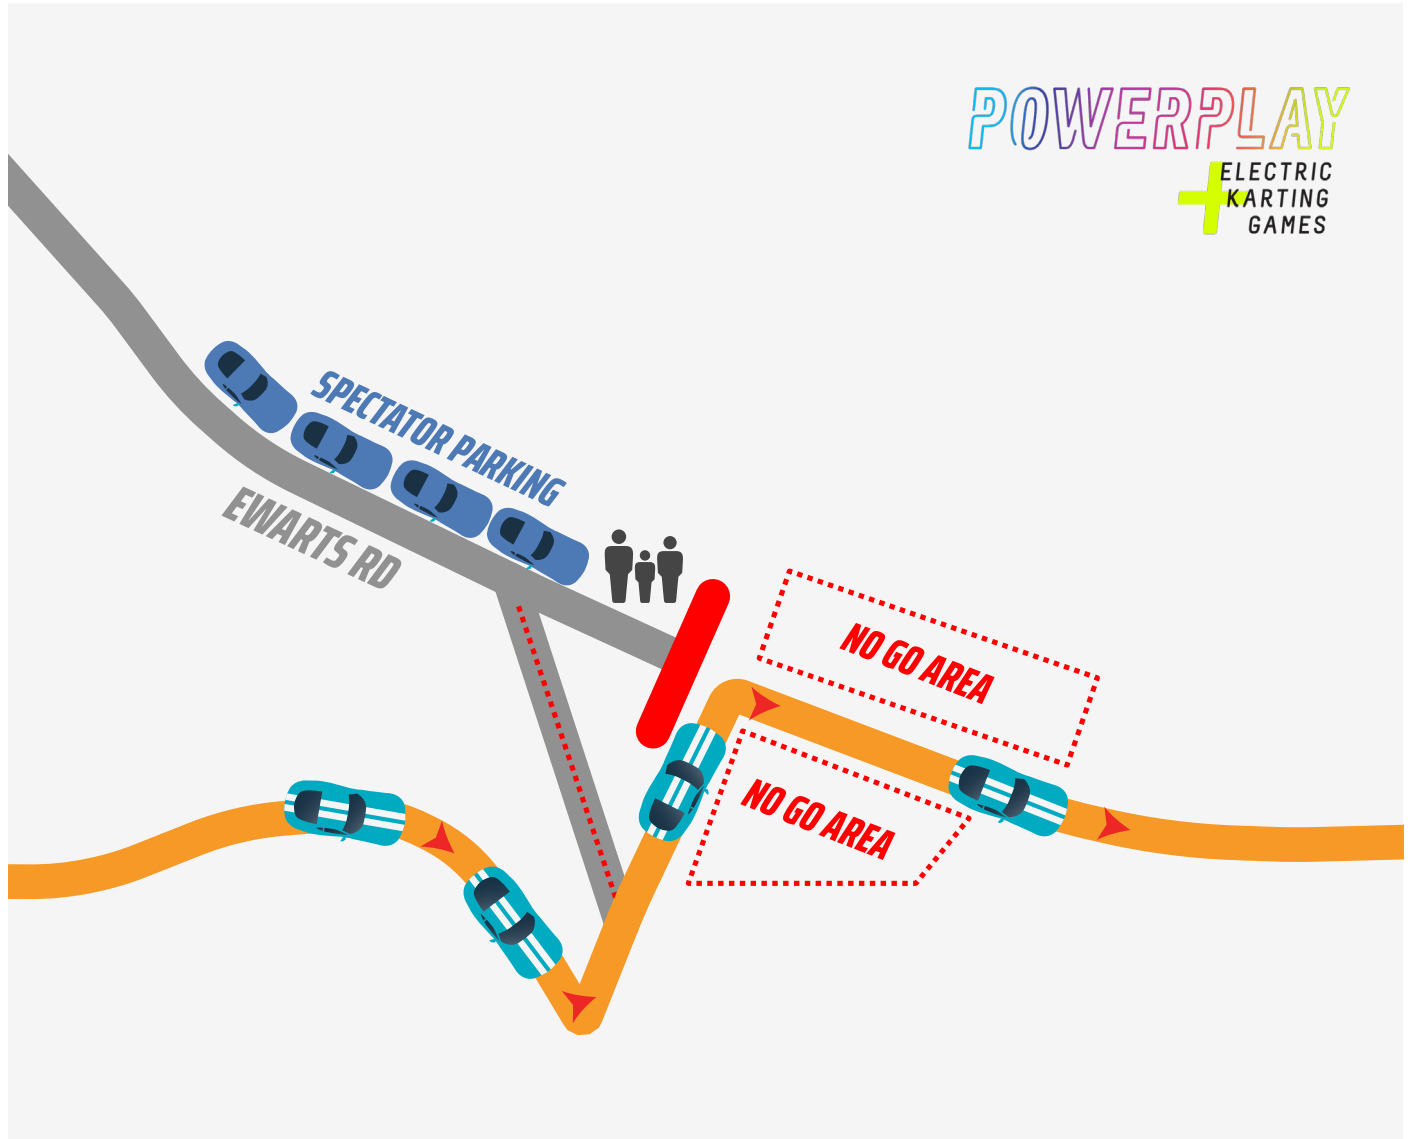 POWERPLAY
ELECTRIC
KARTING
GAMES
SPECTATOR PARKING
EWARTS RD
NO GO AREA
NO GO AREA